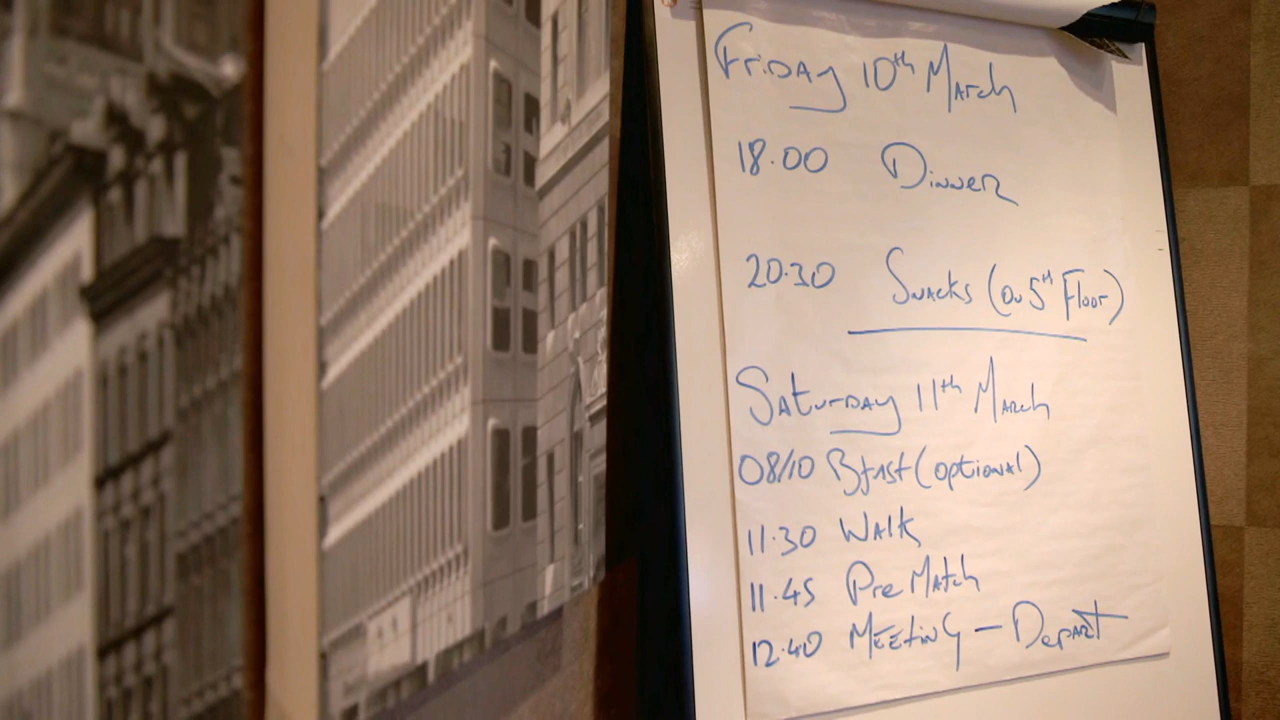 Friday 10th March
18.00 Dinner
20.30 Snacks (on 5th Floor)
Saturday 11th March
08/10 Bfast (optional)
11.30 Walk
11.45 Pre Match
12.40 Meeting - Depart